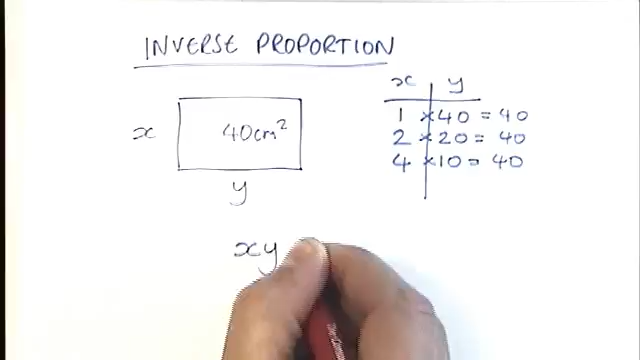 INVERSE PROPORTION
x y
x 40cm²
1 × 40 = 40
2 × 20 = 40
4 × 10 = 40
y
xy